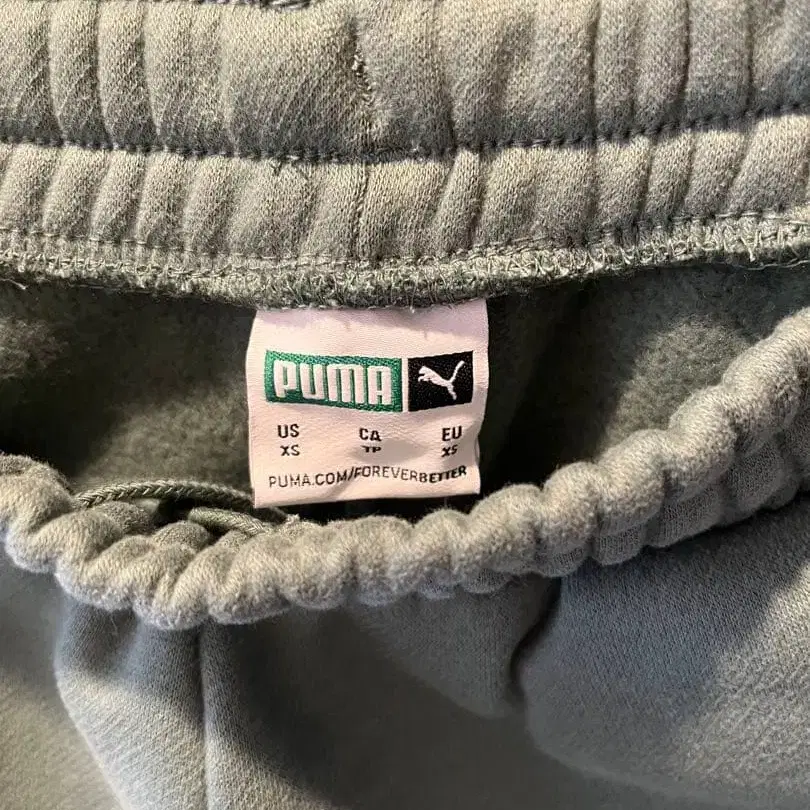 PUMA
US CA EU
XS TP XS
PUMA.COM/FOREVERBETTER